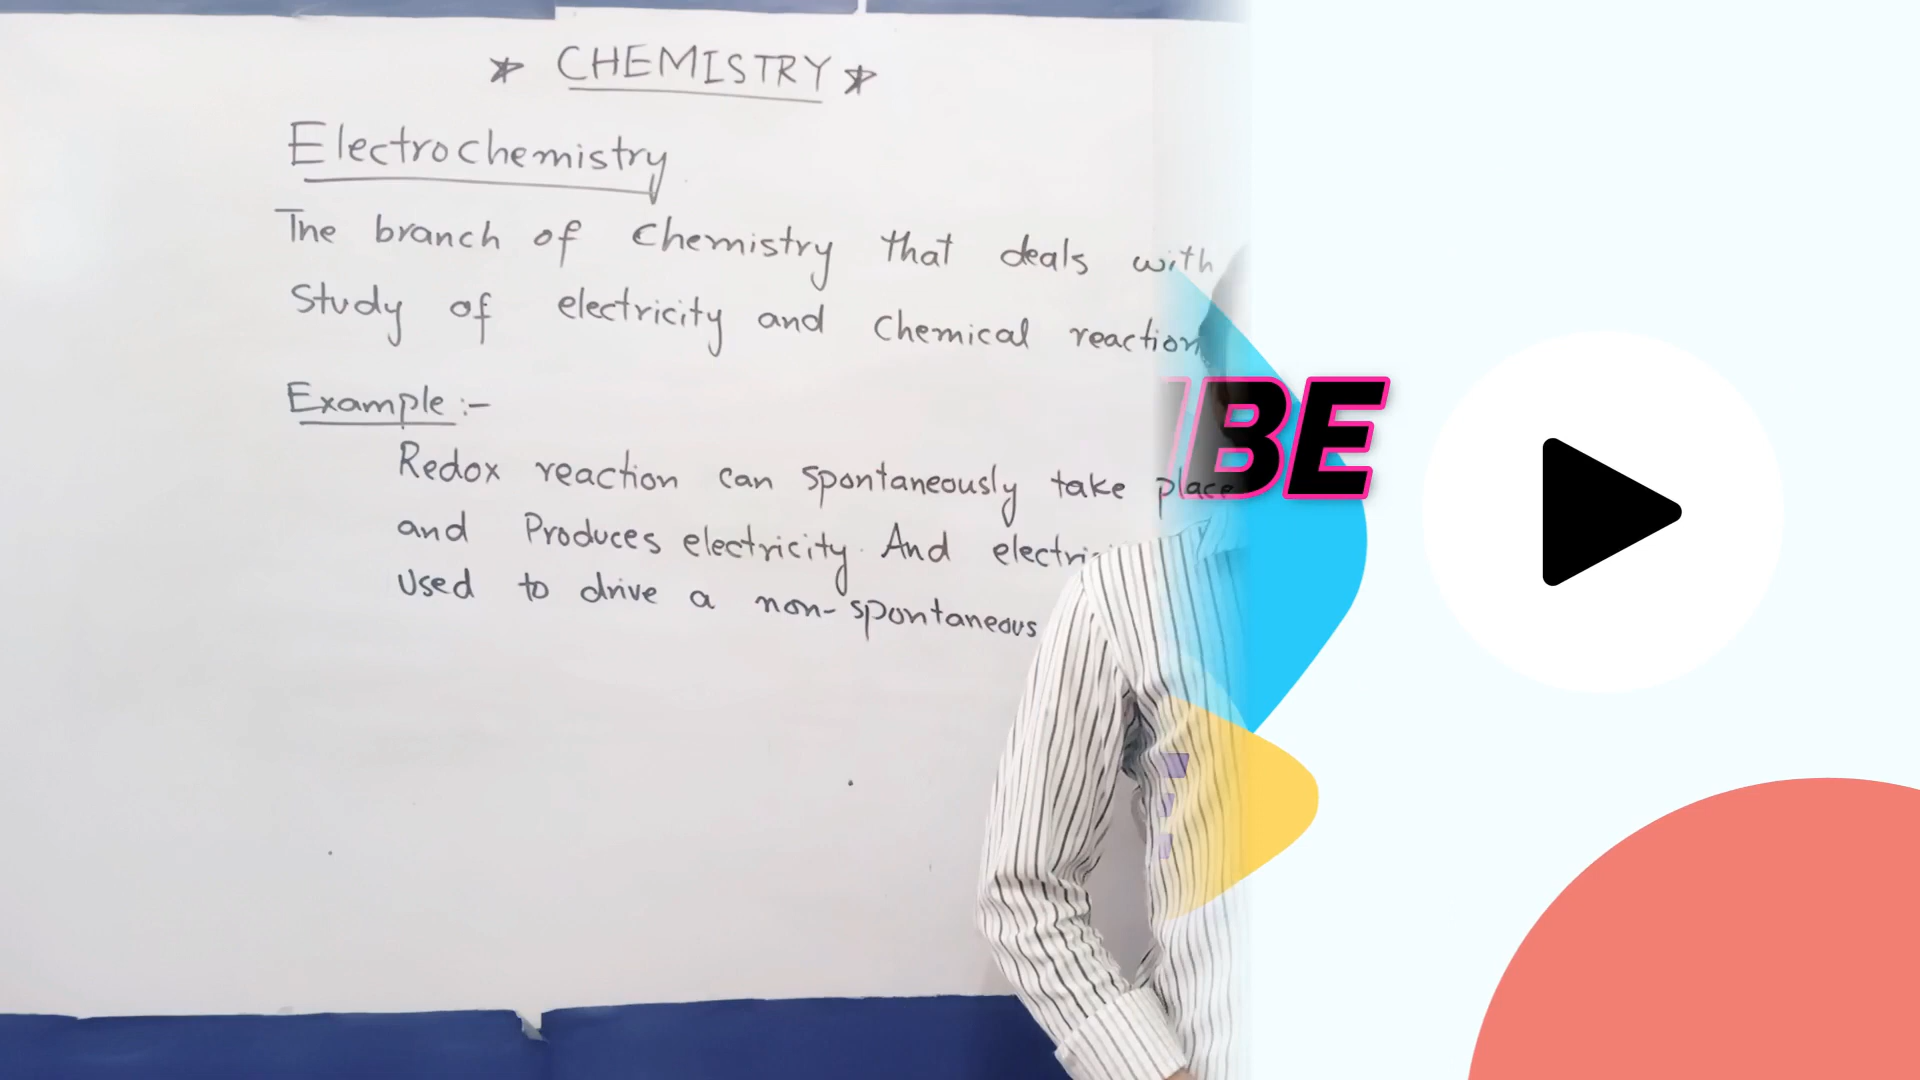 * CHEMISTRY *
Electrochemistry
The branch of chemistry that deals with
Study of electricity and Chemical reaction
Example :-
Redox reaction can spontaneously take place
and Produces electricity. And
Used to drive a non-spontaneous
BE